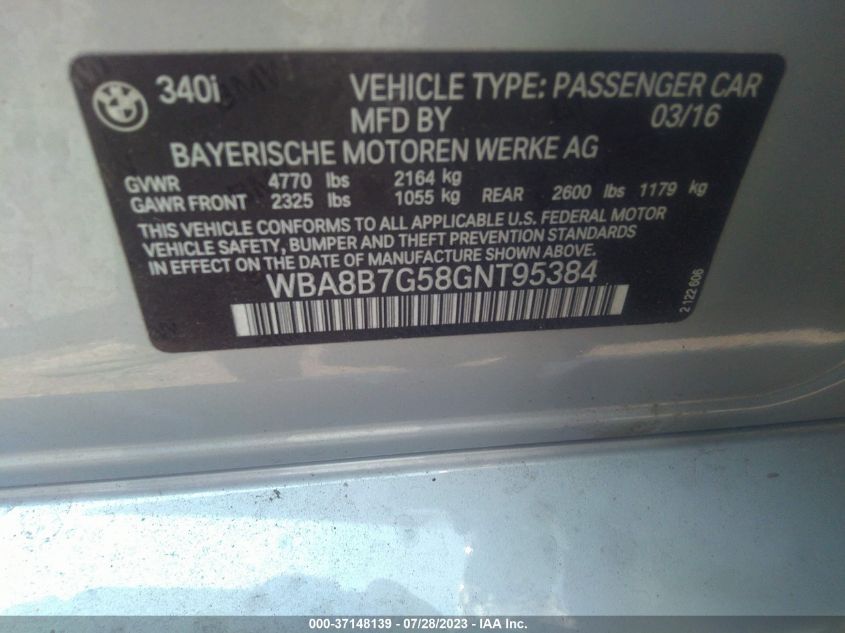 340i VEHICLE TYPE: PASSENGER CAR
MFD BY 03/16
BAYERISCHE MOTOREN WERKE AG
GVWR 4770 lbs 2164 kg
GAWR FRONT 2325 lbs 1055 kg REAR 2600 lbs 1179 kg
THIS VEHICLE CONFORMS TO ALL APPLICABLE U.S. FEDERAL MOTOR
VEHICLE SAFETY, BUMPER AND THEFT PREVENTION STANDARDS
IN EFFECT ON THE DATE OF MANUFACTURE SHOWN ABOVE.
WBA8B7G58GNT95384
2 122 606
000-37148139 / 07/28/2023 - IAA Inc.